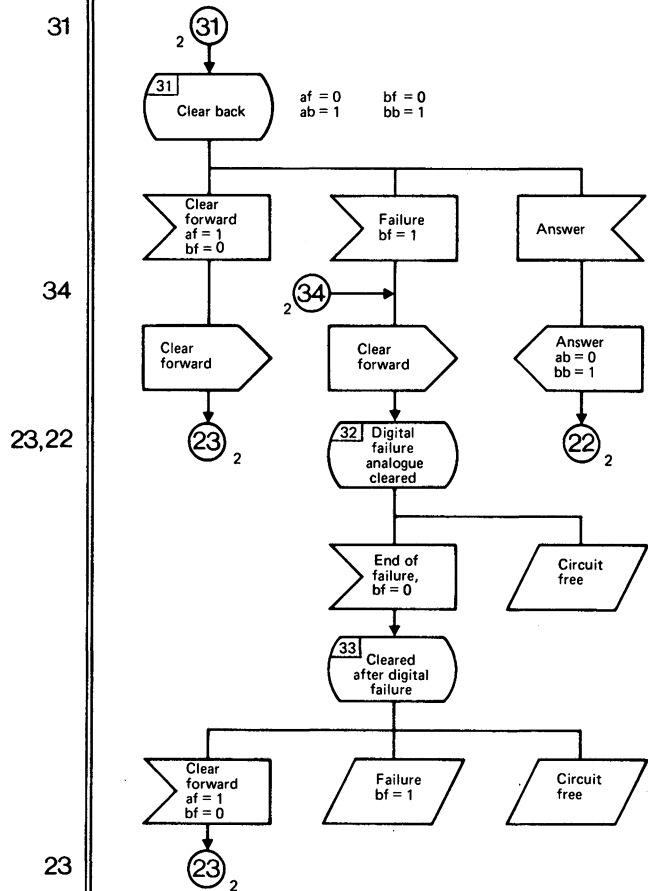 31
31
2
31
Clear back
af = 0 bf = 0
ab = 1 bb = 1
Clear
forward
af = 1
bf = 0
Failure
bf = 1
Answer
34
34
2
Clear
forward
Clear
forward
Answer
ab = 0
bb = 1
23,22
23
2
32
Digital
failure
analogue
cleared
22
2
End of
failure,
bf = 0
Circuit
free
33
Cleared
after digital
failure
Clear
forward
af = 1
bf = 0
Failure
bf = 1
Circuit
free
23
23
2